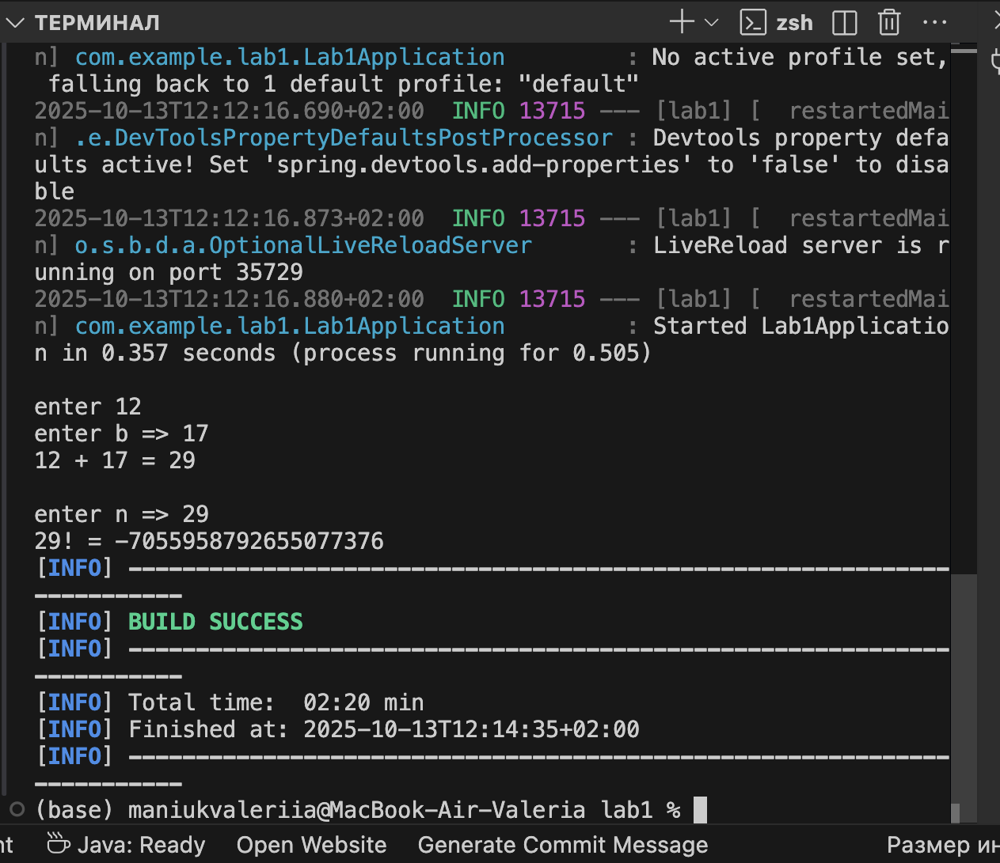 ТЕРМИНАЛ
zsh
n] com.example.lab1.Lab1Application : No active profile set,
falling back to 1 default profile: "default"
2025-10-13T12:12:16.690+02:00 INFO 13715 --- [lab1] [ restartedMai
n] .e.DevToolsPropertyDefaultsPostProcessor : Devtools property defa
ults active! Set 'spring.devtools.add-properties' to 'false' to disa
ble
2025-10-13T12:12:16.873+02:00 INFO 13715 --- [lab1] [ restartedMai
n] o.s.b.d.a.OptionalLiveReloadServer : LiveReload server is r
unning on port 35729
2025-10-13T12:12:16.880+02:00 INFO 13715 --- [lab1] [ restartedMai
n] com.example.lab1.Lab1Application : Started Lab1Applicatio
n in 0.357 seconds (process running for 0.505)
enter 12
enter b => 17
12 + 17 = 29
enter n => 29
29! = -7055958792655077376
[INFO] -------------------------------------------------------------
-----------
[INFO] BUILD SUCCESS
[INFO] -------------------------------------------------------------
-----------
[INFO] Total time:  02:20 min
[INFO] Finished at: 2025-10-13T12:14:35+02:00
[INFO] -------------------------------------------------------------
-----------
(base) maniukvaleriia@MacBook-Air-Valeria lab1 %
nt Java: Ready Open Website Generate Commit Message Размер ин